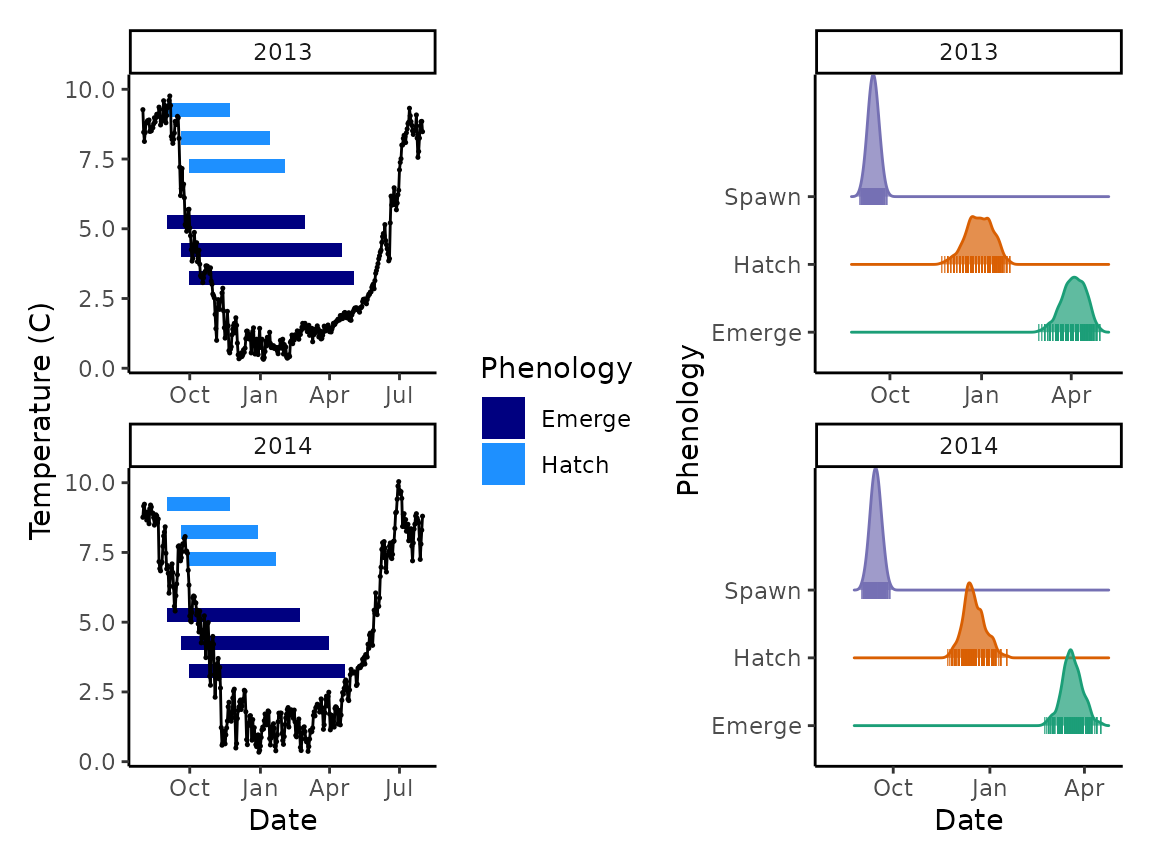 2013
10.0
7.5
5.0
2.5
0.0
Oct Jan Apr Jul
2014
10.0
7.5
5.0
2.5
0.0
Oct Jan Apr Jul
Date
Temperature (C)
Phenology
Emerge
Hatch
2013
Spawn
Hatch
Emerge
Oct Jan Apr
2014
Spawn
Hatch
Emerge
Oct Jan Apr
Date
Phenology